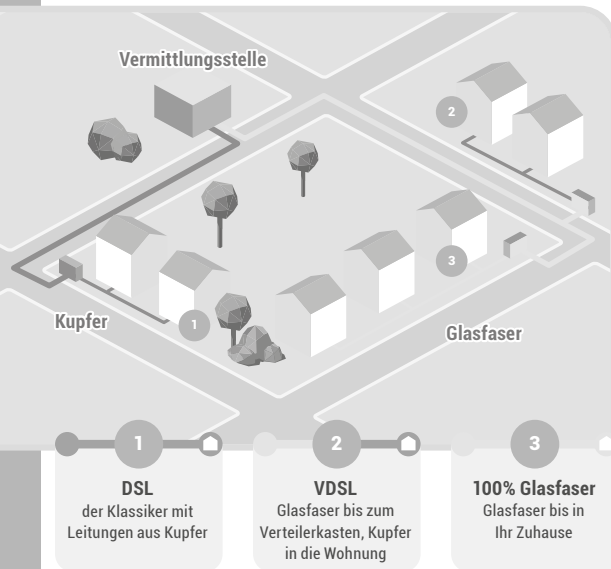 Vermittlungsstelle
2
3
Kupfer
1
Glasfaser
1
DSL
der Klassiker mit
Leitungen aus Kupfer
2
VDSL
Glasfaser bis zum
Verteilerkasten, Kupfer
in die Wohnung
3
100% Glasfaser
Glasfaser bis in
Ihr Zuhause